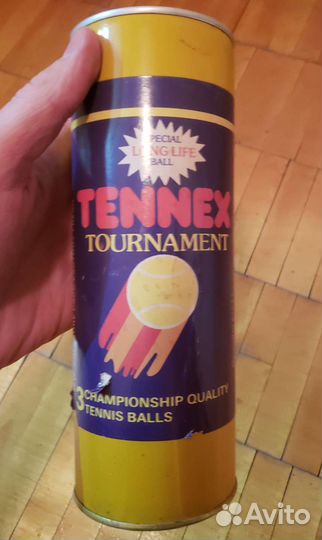 SPECIAL
LONG LIFE
BALL
TENNEX
TOURNAMENT
3 CHAMPIONSHIP QUALITY
TENNIS BALLS
Avito